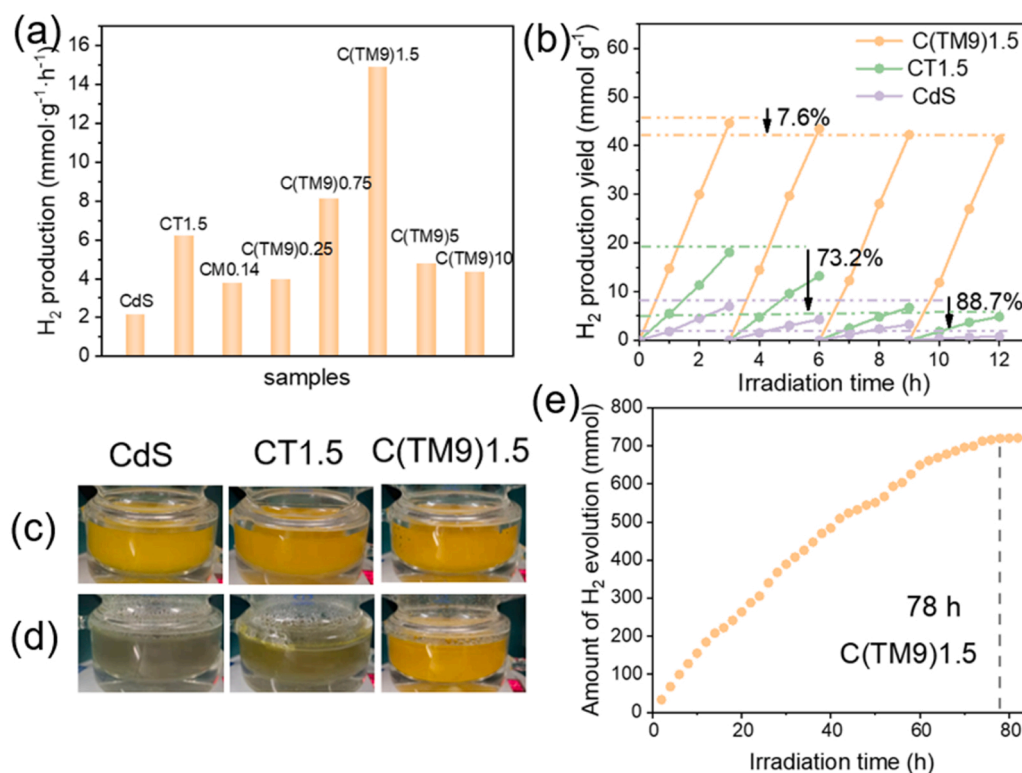 (a)
H₂ production (mmol·g⁻¹·h⁻¹)
16
14
12
10
8
6
4
2
0
CdS
CT1.5
CM0.14
C(TM9)0.25
C(TM9)0.75
C(TM9)1.5
C(TM9)5
C(TM9)10
samples
(b)
H₂ production yield (mmol g⁻¹)
60
50
40
30
20
10
0
C(TM9)1.5
CT1.5
CdS
7.6%
73.2%
88.7%
0 2 4 6 8 10 12
Irradiation time (h)
CdS CT1.5 C(TM9)1.5
(c)
(d)
(e)
Amount of H₂ evolution (mmol)
800
700
600
500
400
300
200
100
0
78 h
C(TM9)1.5
0 20 40 60 80
Irradiation time (h)